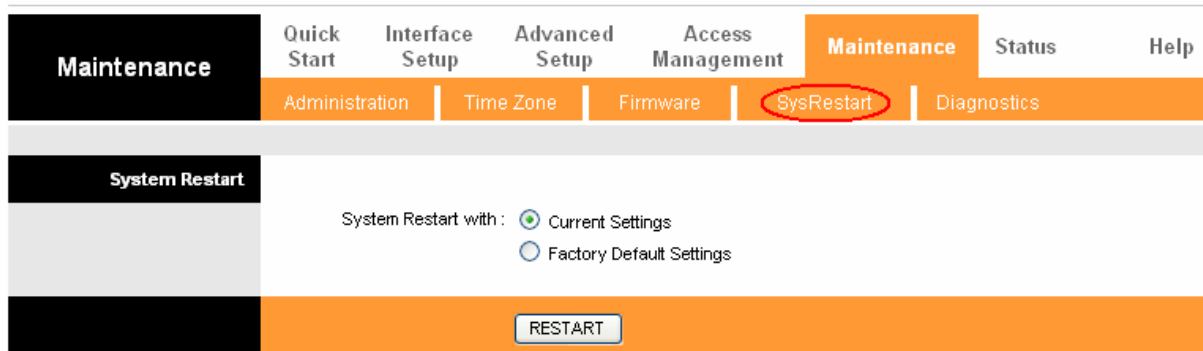 Maintenance
Quick Start
Interface Setup
Advanced Setup
Access Management
Maintenance
Status
Help
Administration
Time Zone
Firmware
SysRestart
Diagnostics
System Restart
System Restart with :
Current Settings
Factory Default Settings
RESTART